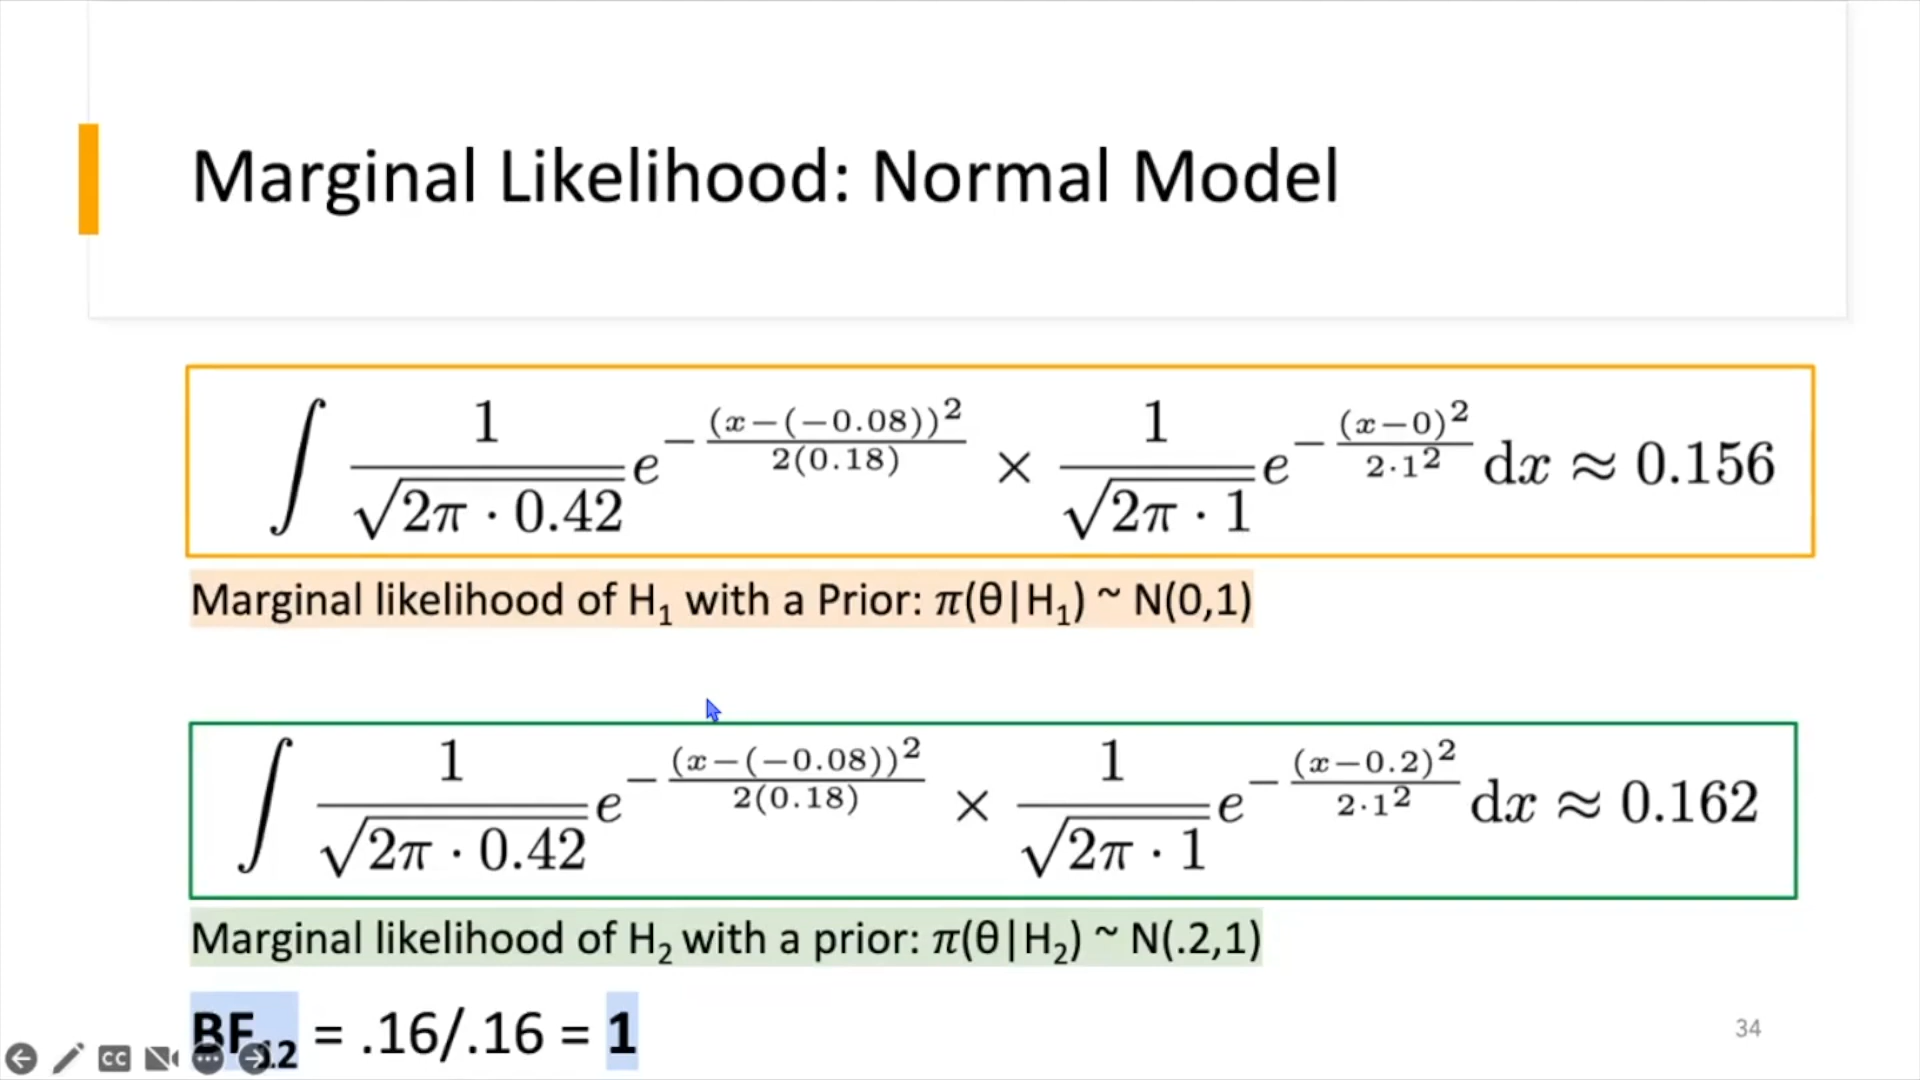 Marginal Likelihood: Normal Model
∫ 1/√(2π · 0.42) e^(−(x−(−0.08))²/2(0.18)) × 1/√(2π · 1) e^(−(x−0)²/2·1²) dx ≈ 0.156
Marginal likelihood of H₁ with a Prior: π(θ|H₁) ~ N(0,1)
∫ 1/√(2π · 0.42) e^(−(x−(−0.08))²/2(0.18)) × 1/√(2π · 1) e^(−(x−0.2)²/2·1²) dx ≈ 0.162
Marginal likelihood of H₂ with a prior: π(θ|H₂) ~ N(.2,1)
BF₁₂ = .16/.16 = 1
34
CC